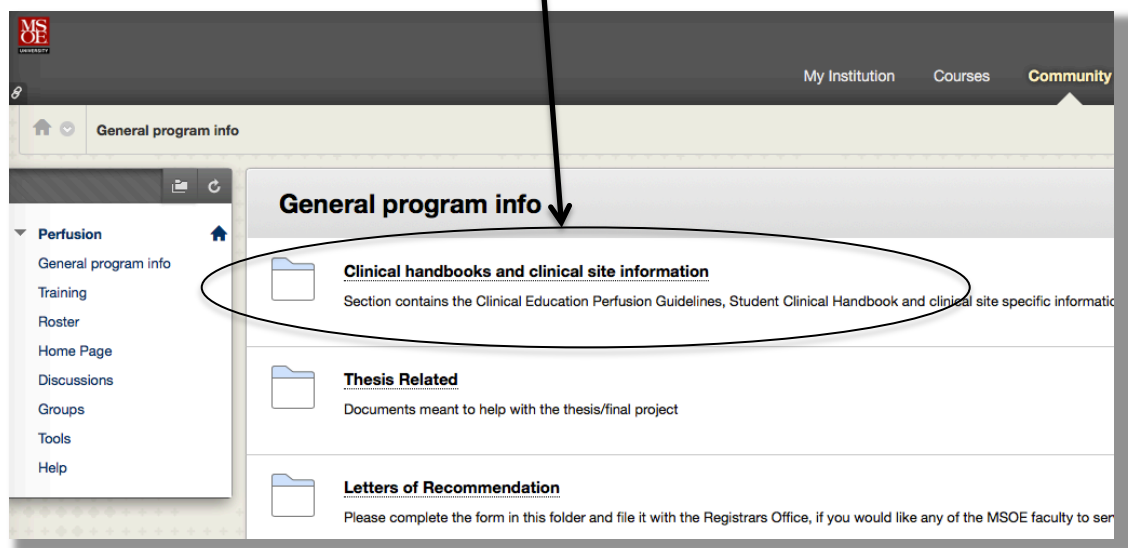 MS
OE
UNIVERSITY
My Institution Courses Community
General program info
General program info
Perfusion
General program info
Training
Roster
Home Page
Discussions
Groups
Tools
Help
Clinical handbooks and clinical site information
Section contains the Clinical Education Perfusion Guidelines, Student Clinical Handbook and clinical site specific informatio
Thesis Related
Documents meant to help with the thesis/final project
Letters of Recommendation
Please complete the form in this folder and file it with the Registrars Office, if you would like any of the MSOE faculty to ser